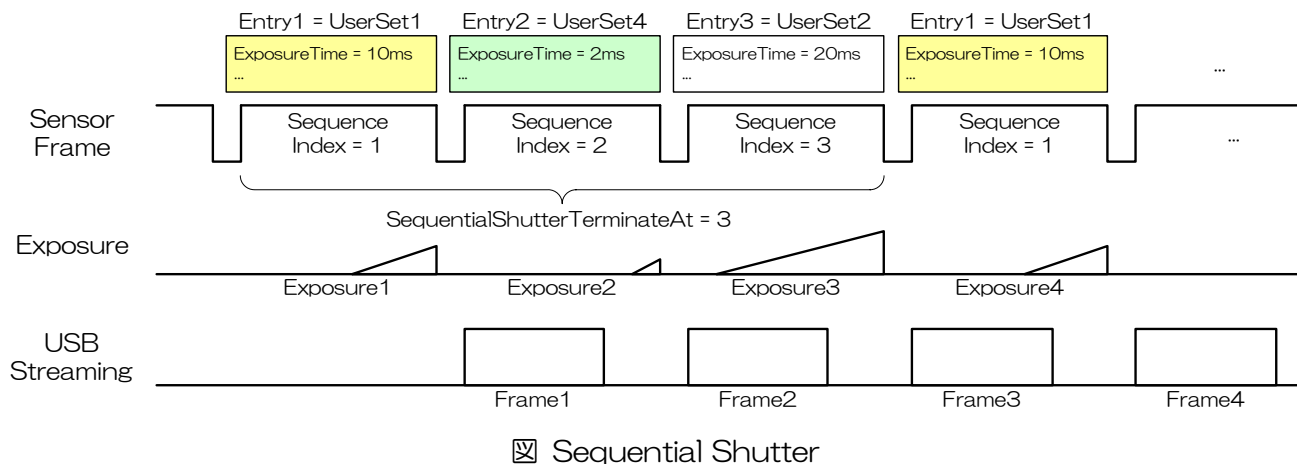 Entry1 = UserSet1
Entry2 = UserSet4
Entry3 = UserSet2
Entry1 = UserSet1
ExposureTime = 10ms
...
ExposureTime = 2ms
...
ExposureTime = 20ms
...
ExposureTime = 10ms
...
...
Sensor
Frame
Sequence
Index = 1
Sequence
Index = 2
Sequence
Index = 3
Sequence
Index = 1
...
SequentialShutterTerminateAt = 3
Exposure
Exposure1
Exposure2
Exposure3
Exposure4
USB
Streaming
Frame1
Frame2
Frame3
Frame4
図 Sequential Shutter